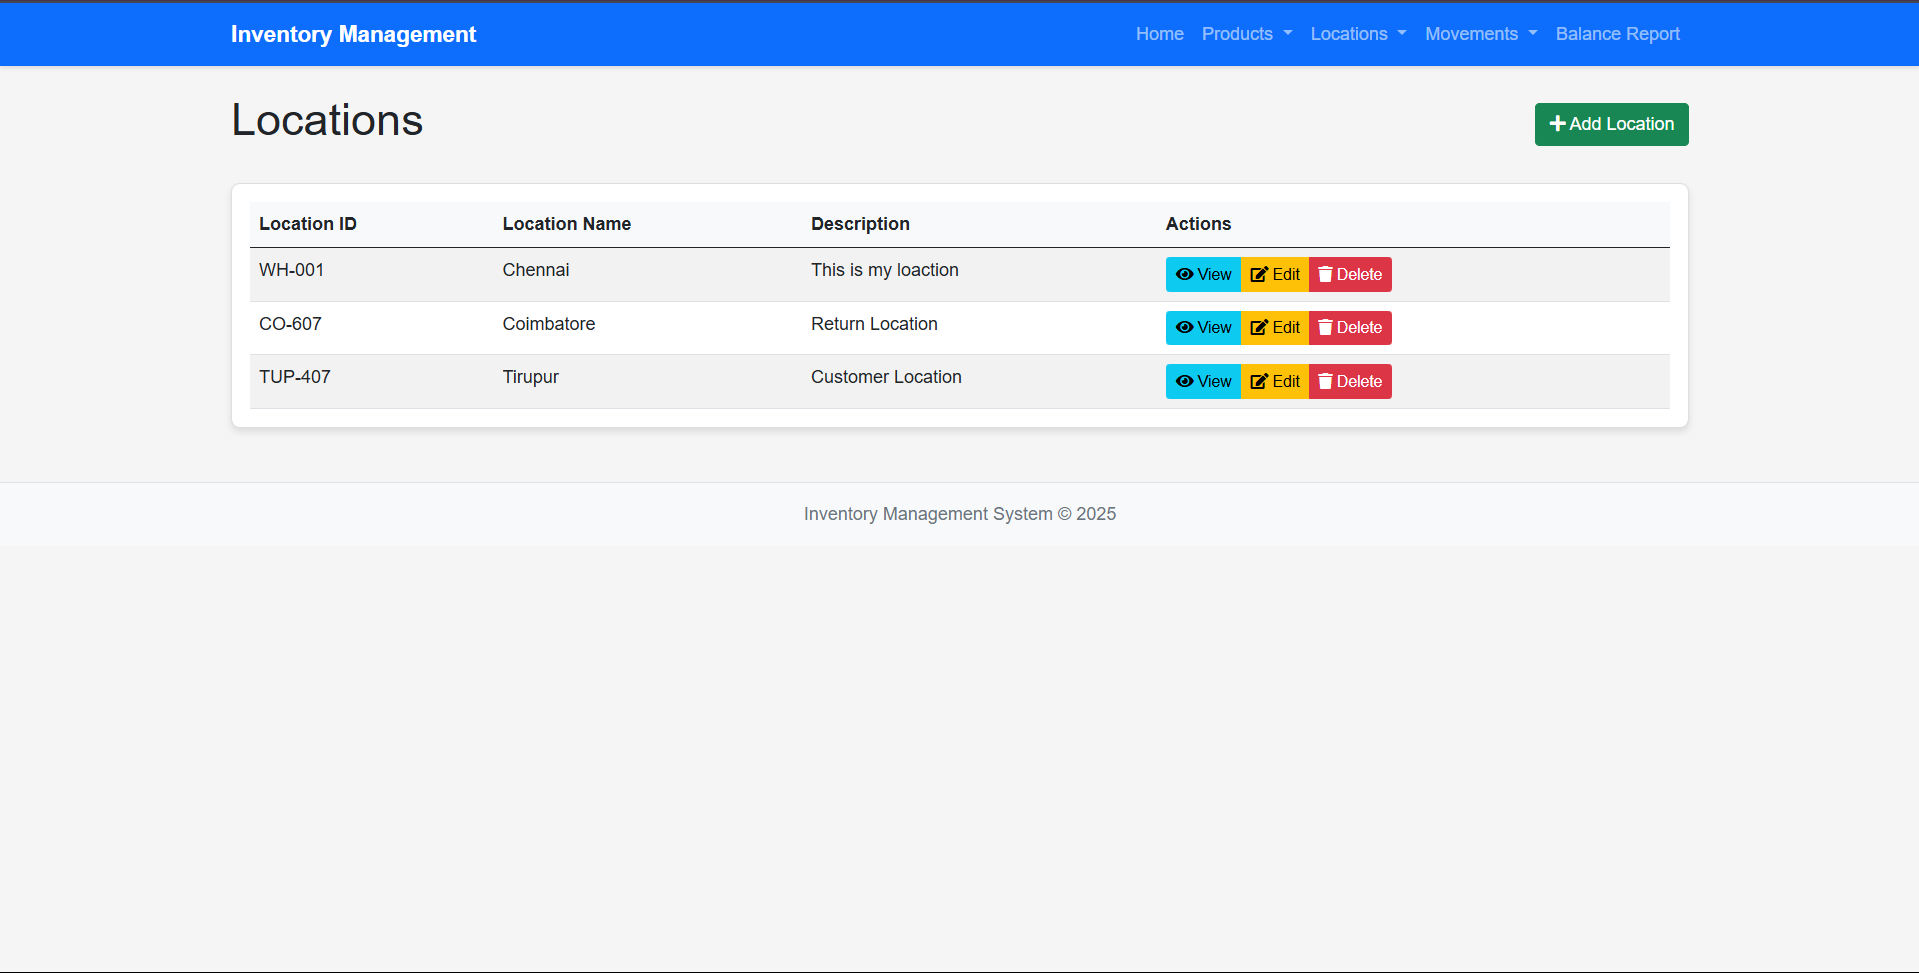 Inventory Management Home Products Locations Movements Balance Report
Locations
Add Location
Location ID Location Name Description Actions
WH-001 Chennai This is my loaction View Edit Delete
CO-607 Coimbatore Return Location View Edit Delete
TUP-407 Tirupur Customer Location View Edit Delete
Inventory Management System © 2025